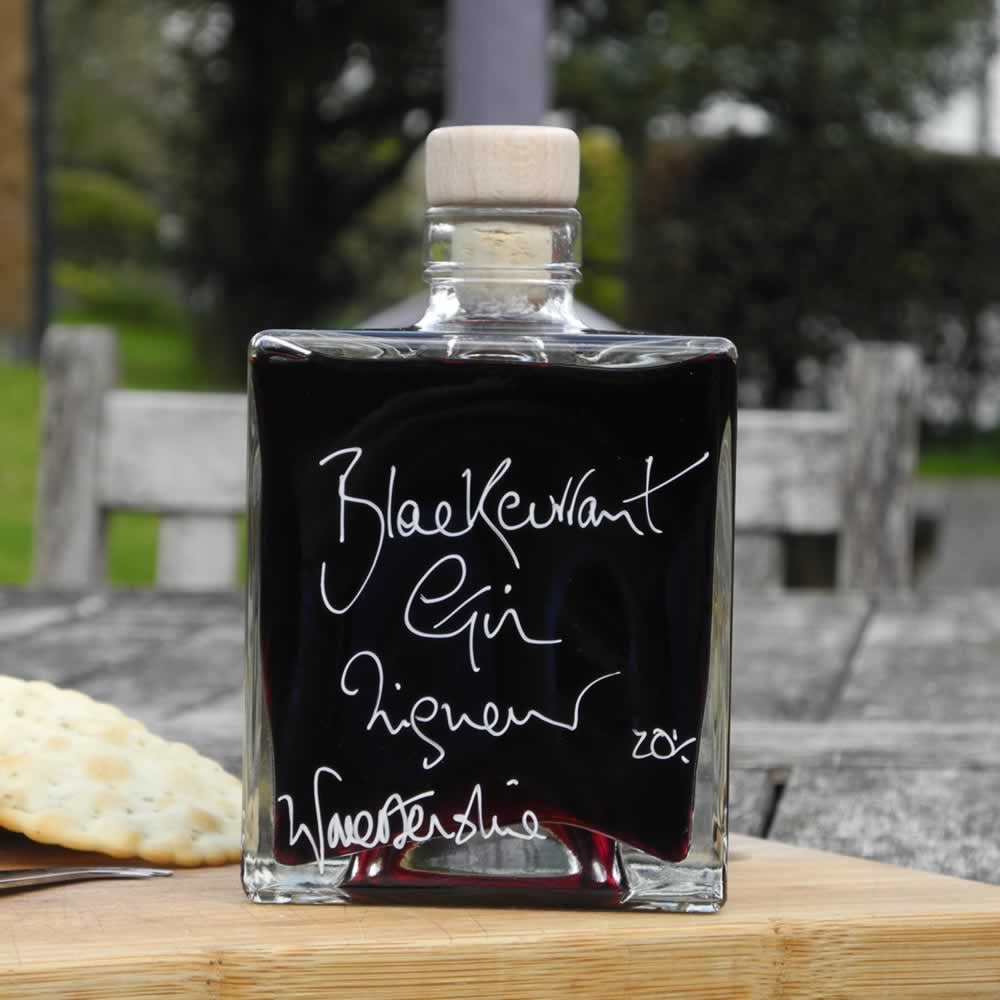 Blackcurrant
Gin
Liqueur
20%
Worcestershire